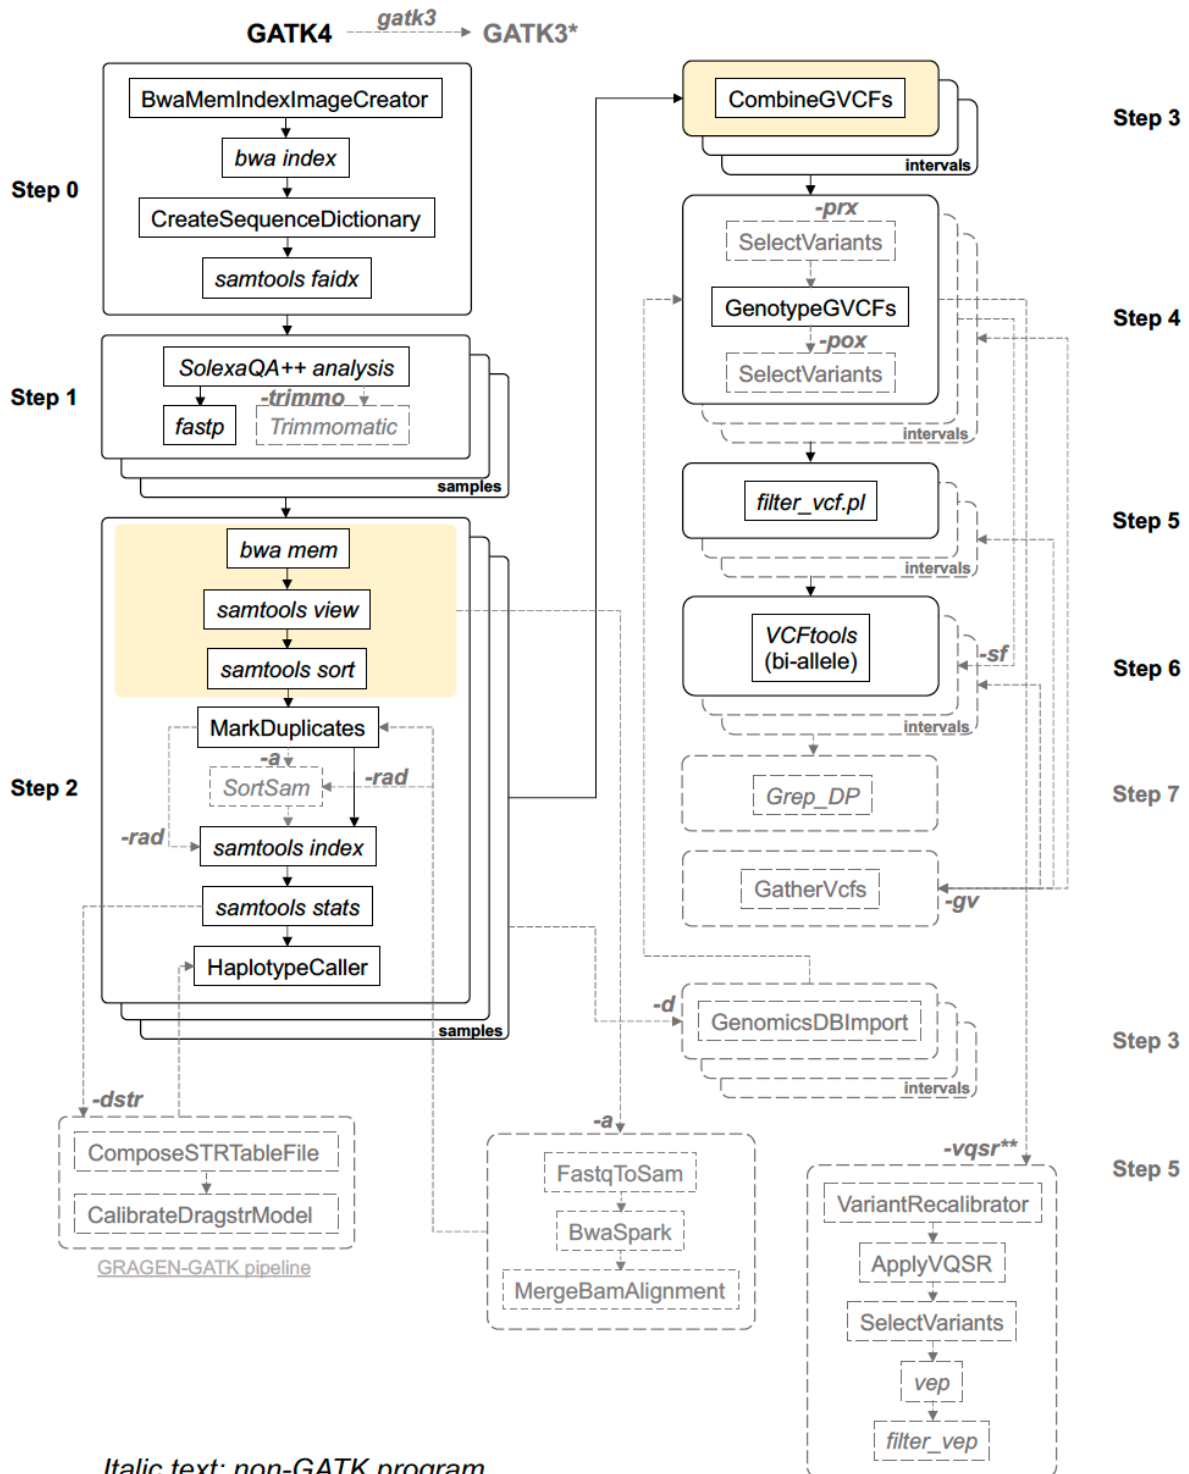 GATK4 gatk3 GATK3*
BwaMemIndexImageCreator
bwa index
Step 0
CreateSequenceDictionary
samtools faidx
SolexaQA++ analysis
Step 1
-trimmo
fastp
Trimmomatic
samples
bwa mem
samtools view
samtools sort
MarkDuplicates
-a
-rad
Step 2
SortSam
-rad
samtools index
samtools stats
HaplotypeCaller
samples
-dstr
ComposeSTRTableFile
CalibrateDragstrModel
GRAGEN-GATK pipeline
-a
FastqToSam
BwaSpark
MergeBamAlignment
CombineGVCFs
Step 3
intervals
-prx
SelectVariants
GenotypeGVCFs
Step 4
-pox
SelectVariants
intervals
filter_vcf.pl
Step 5
intervals
VCFtools
(bi-allele)
-sf
Step 6
intervals
Grep_DP
Step 7
GatherVcfs
-gv
-d
GenomicsDBImport
Step 3
intervals
-vqsr**
Step 5
VariantRecalibrator
ApplyVQSR
SelectVariants
vep
filter_vep
Italic text: non-GATK program